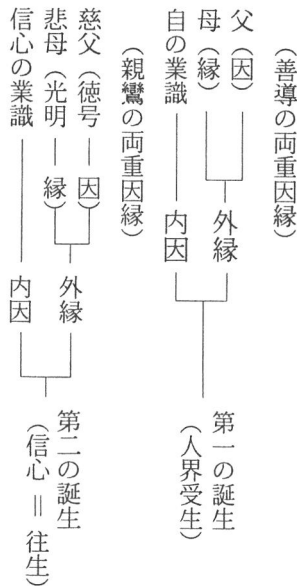 （善導の両重因縁）
父（因）
母（縁）
外縁
自の業識
内因
第一の誕生
（人界受生）
（親鸞の両重因縁）
慈父（徳号 ― 因）
悲母（光明 ― 縁）
外縁
信心の業識
内因
第二の誕生
（信心＝往生）